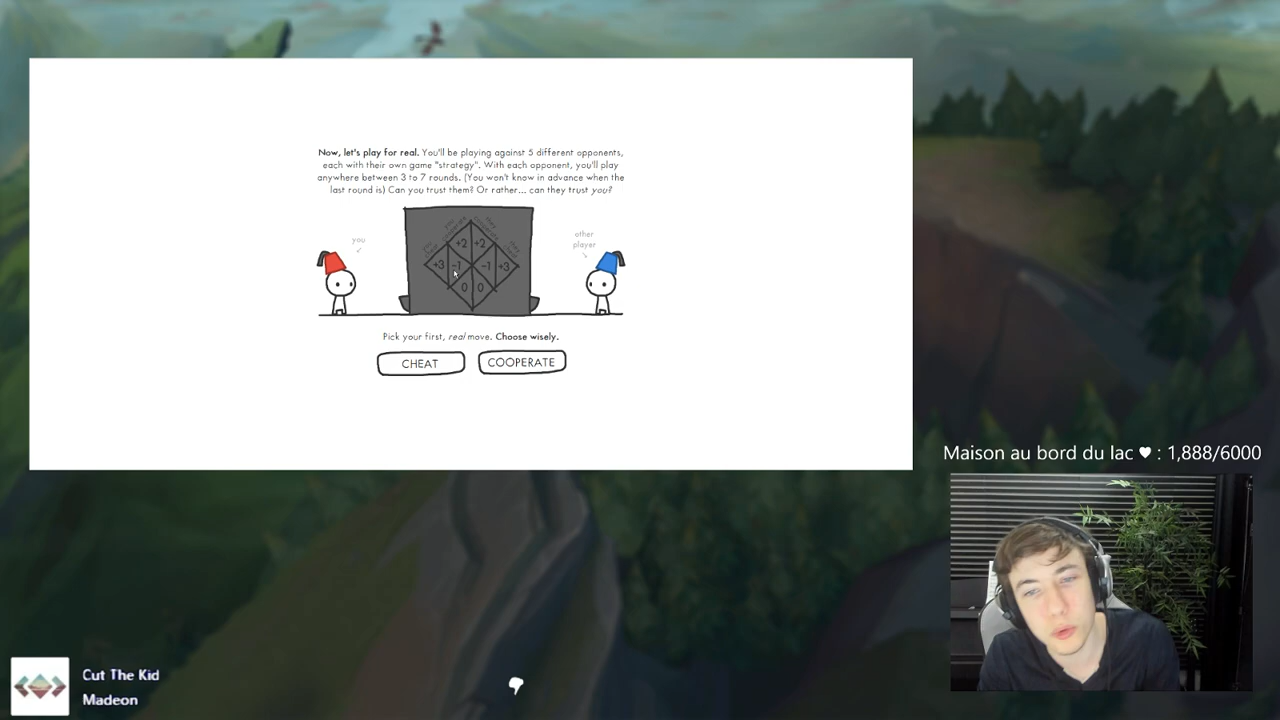 Now, let's play for real. You'll be playing against 5 different opponents,
each with their own game "strategy". With each opponent, you'll play
anywhere between 3 to 7 rounds. (You won't know in advance when the
last round is) Can you trust them? Or rather... can they trust you?
you
other
player
+2 +2
+3 -1 -1 +3
0 0
Pick your first, real move. Choose wisely.
CHEAT
COOPERATE
Maison au bord du lac ♥ : 1,888/6000
Cut The Kid
Madeon